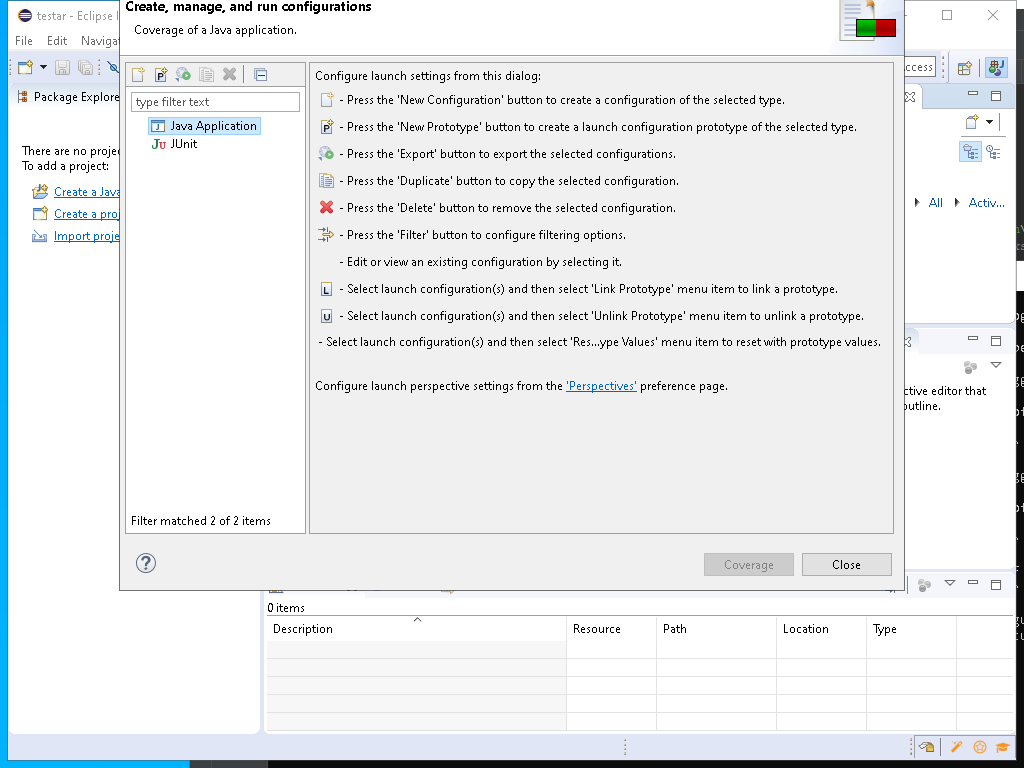 Create, manage, and run configurations
testar - Eclipse I
Coverage of a Java application.
File Edit Naviga
ccess
Package Explore
type filter text
Java Application
JUnit
Filter matched 2 of 2 items
Configure launch settings from this dialog:
- Press the 'New Configuration' button to create a configuration of the selected type.
- Press the 'New Prototype' button to create a launch configuration prototype of the selected type.
- Press the 'Export' button to export the selected configurations.
- Press the 'Duplicate' button to copy the selected configuration.
- Press the 'Delete' button to remove the selected configuration.
- Press the 'Filter' button to configure filtering options.
- Edit or view an existing configuration by selecting it.
- Select launch configuration(s) and then select 'Link Prototype' menu item to link a prototype.
- Select launch configuration(s) and then select 'Unlink Prototype' menu item to unlink a prototype.
- Select launch configuration(s) and then select 'Res...ype Values' menu item to reset with prototype values.
Configure launch perspective settings from the 'Perspectives' preference page.
There are no projec
To add a project:
Create a Java
Create a proj
Import proje
All Activ...
ctive editor that
outline.
Coverage Close
0 items
Description Resource Path Location Type